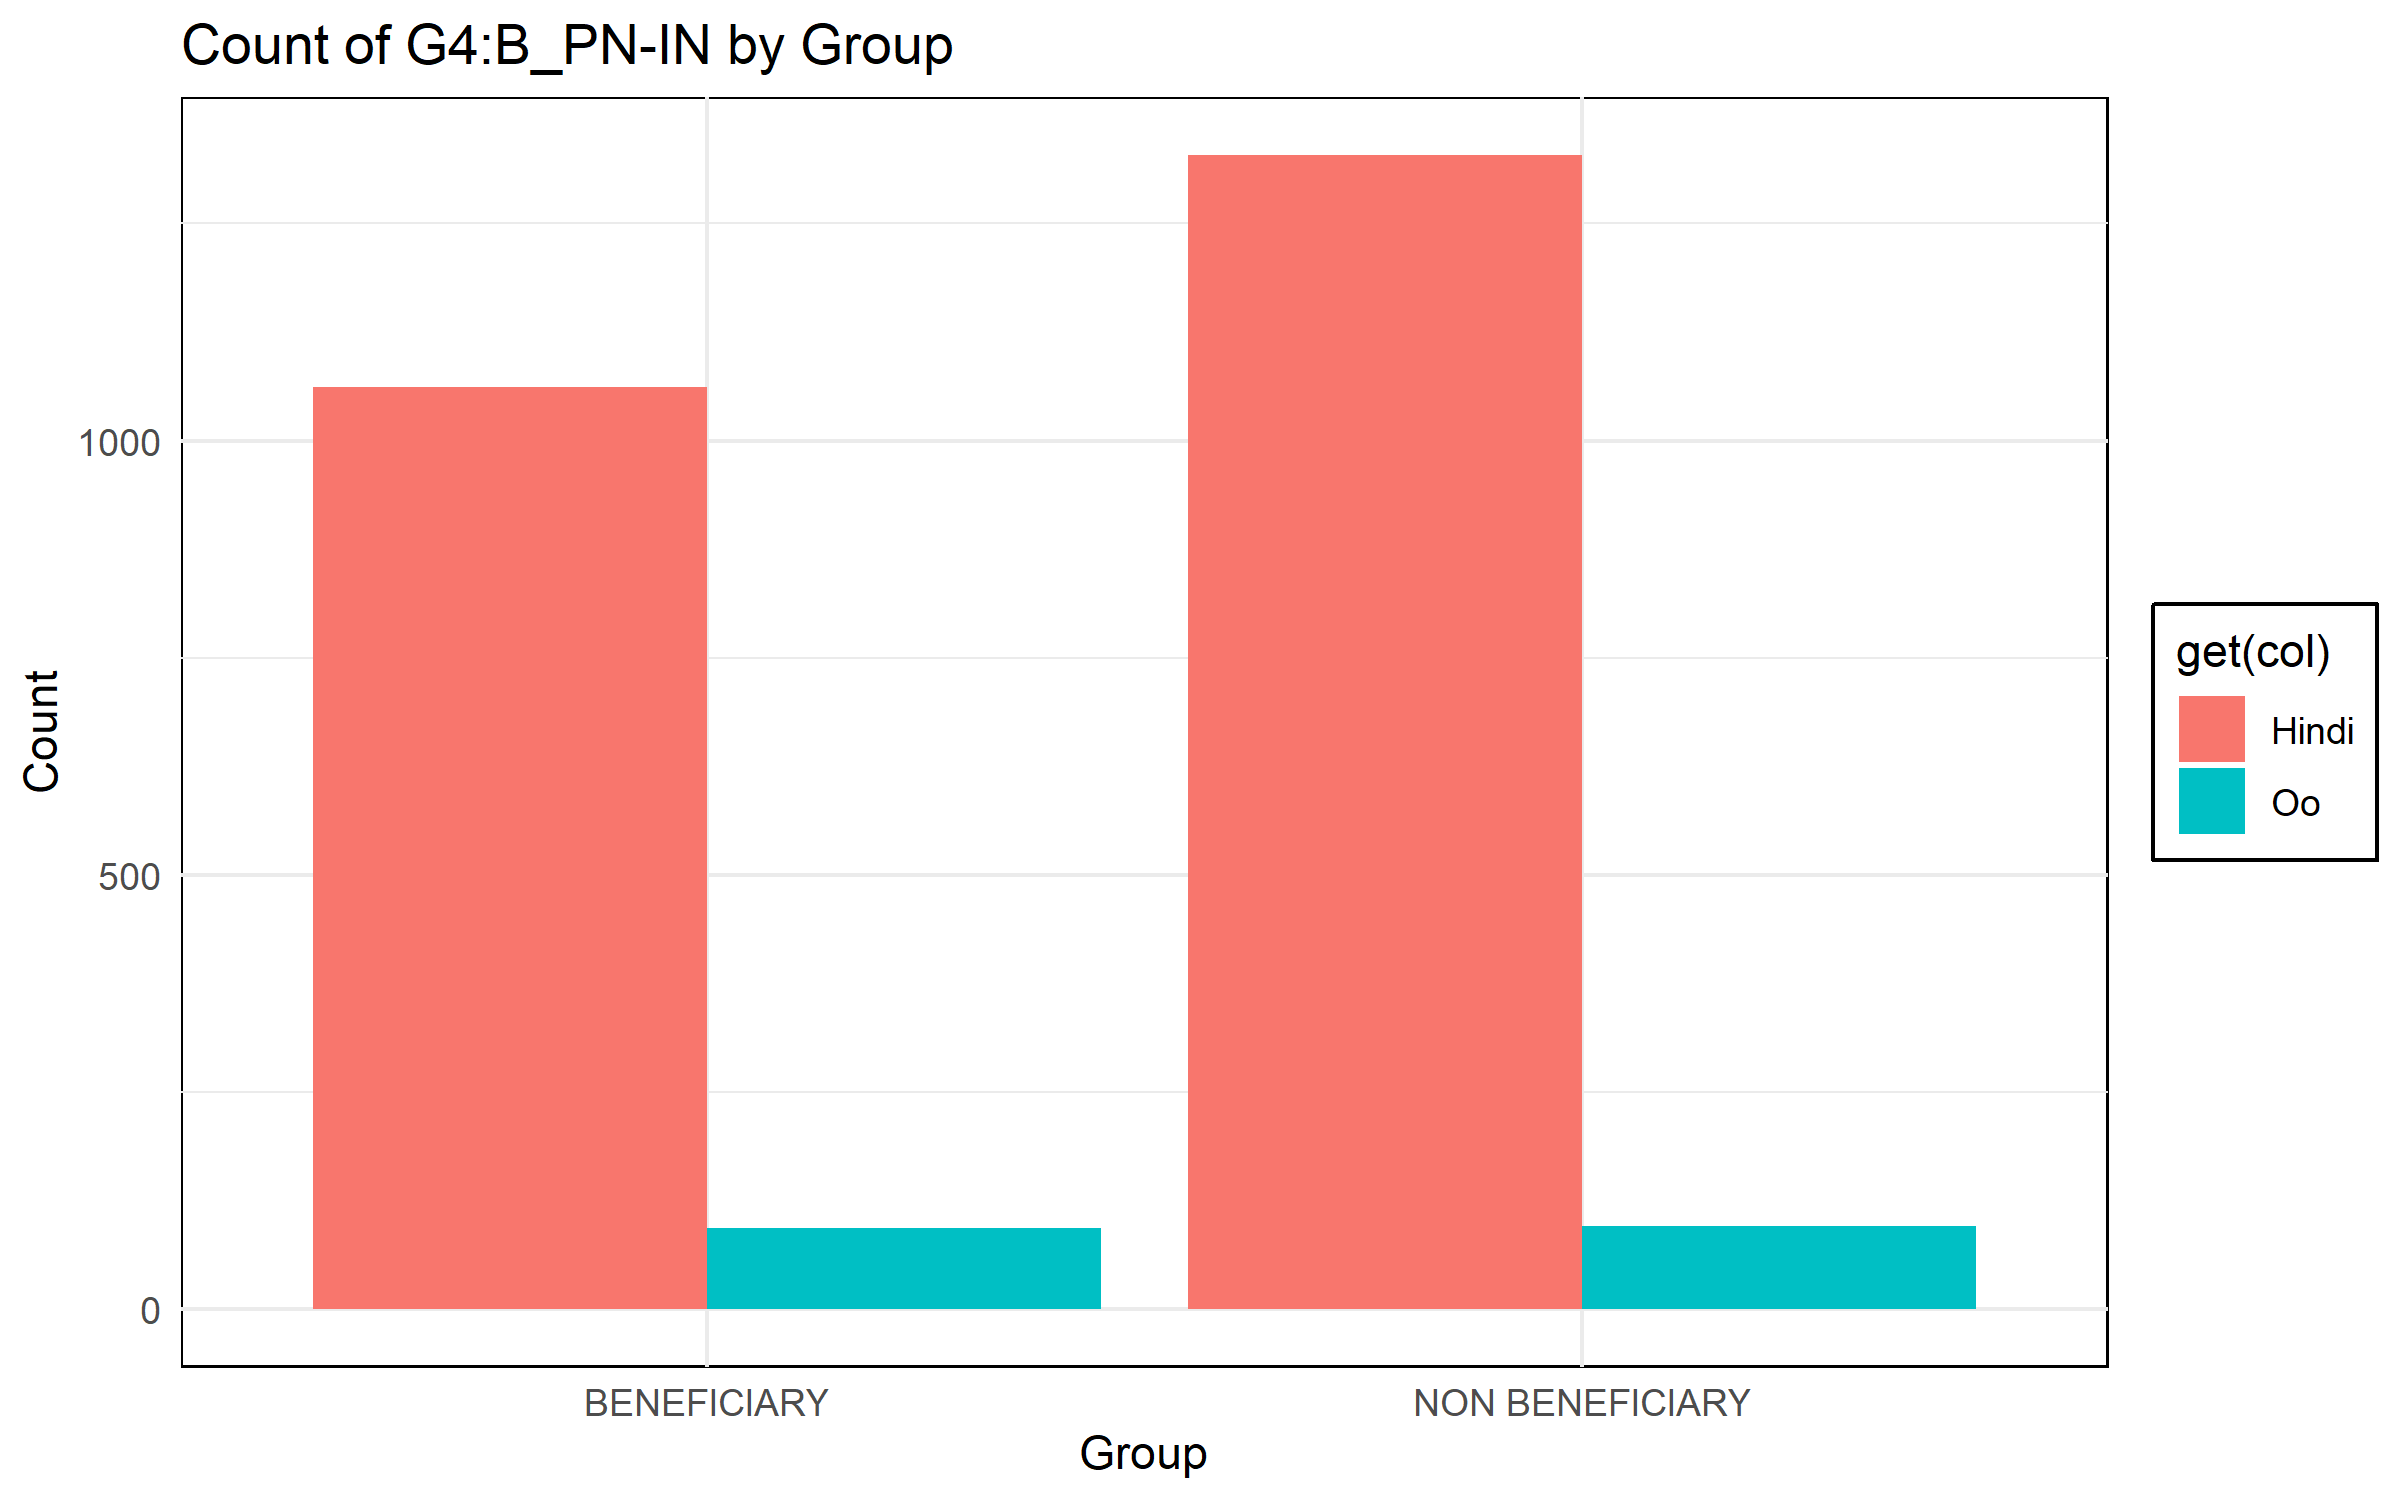 Count of G4:B_PN-IN by Group
Count
1000
500
0
BENEFICIARY
NON BENEFICIARY
Group
get(col)
Hindi
Oo